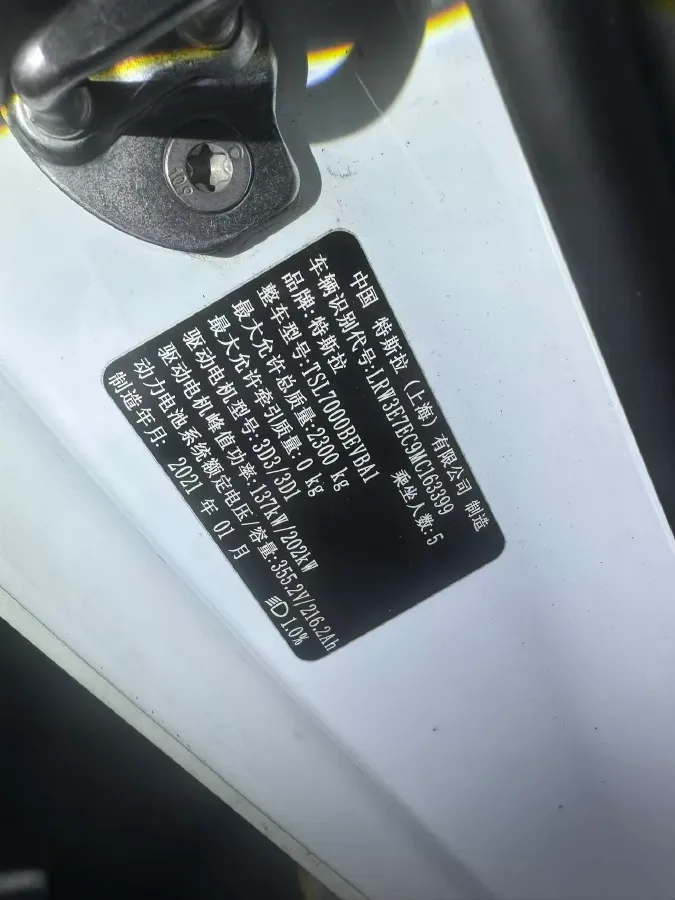 中国 特斯拉(上海)有限公司 制造
车辆识别代号:LRW3E7EC9MC163399
品牌:特斯拉 乘坐人数:5
整车型号:TSL7000BEVBA1
最大允许总质量:2300 kg
最大允许牵引质量:0 kg
驱动电机型号:3D3/3D1
驱动电机峰值功率:137kW/202kW
动力电池系统额定电压/容量:355.2V/216.2Ah
制造年月: 2021 年 01 月 1.0%
10.9